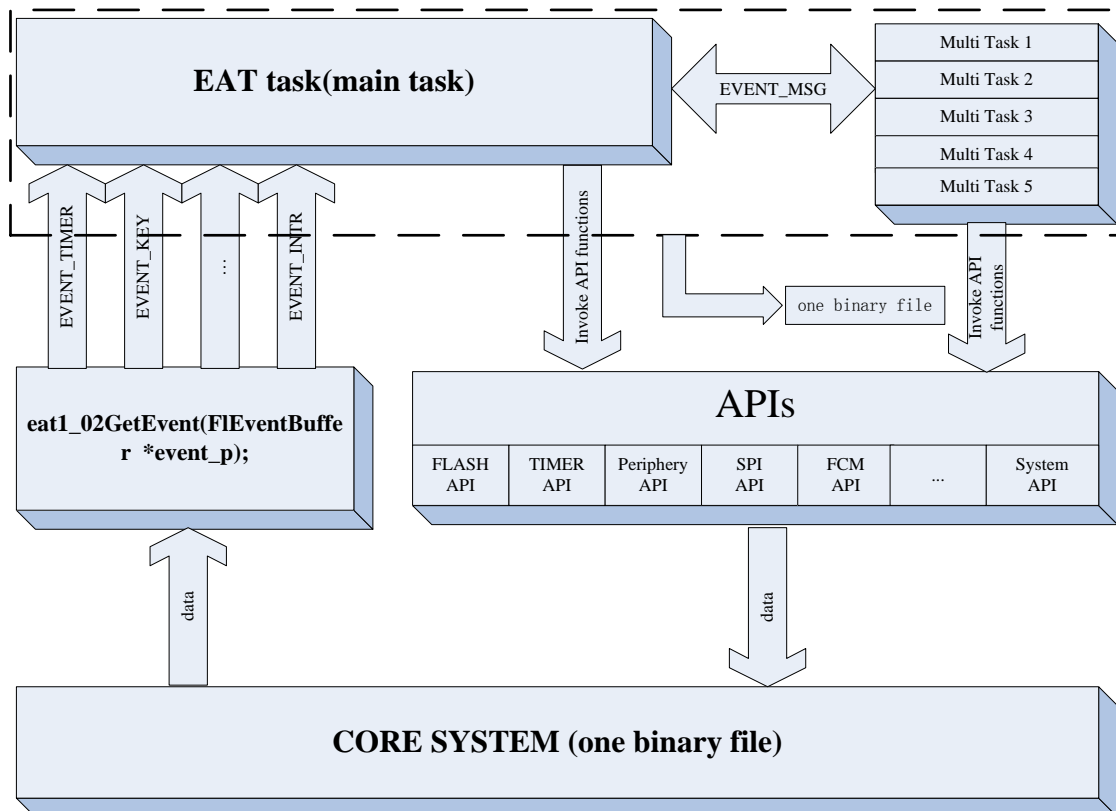 EAT task(main task)
EVENT_MSG
Multi Task 1
Multi Task 2
Multi Task 3
Multi Task 4
Multi Task 5
EVENT_TIMER
EVENT_KEY
...
EVENT_INTR
Invoke API functions
one binary file
Invoke API
functions
eat1_02GetEvent(FlEventBuffe
r *event_p);
APIs
FLASH
API
TIMER
API
Periphery
API
SPI
API
FCM
API
...
System
API
data
data
CORE SYSTEM (one binary file)